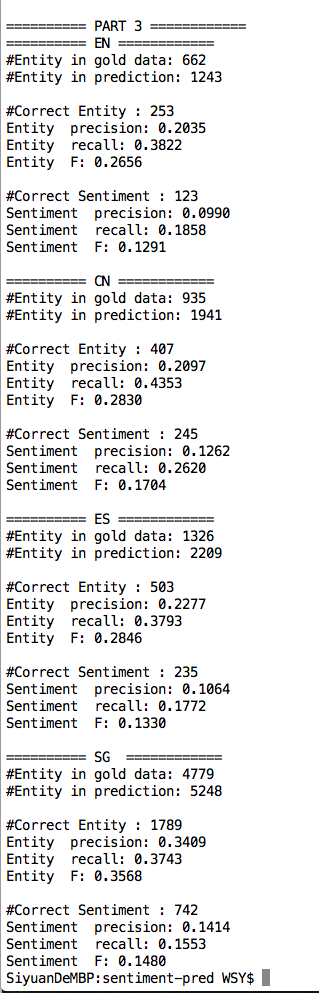 ========== PART 3 ============
========== EN ============
#Entity in gold data: 662
#Entity in prediction: 1243
#Correct Entity : 253
Entity  precision: 0.2035
Entity  recall: 0.3822
Entity  F: 0.2656
#Correct Sentiment : 123
Sentiment  precision: 0.0990
Sentiment  recall: 0.1858
Sentiment  F: 0.1291
========== CN ============
#Entity in gold data: 935
#Entity in prediction: 1941
#Correct Entity : 407
Entity  precision: 0.2097
Entity  recall: 0.4353
Entity  F: 0.2830
#Correct Sentiment : 245
Sentiment  precision: 0.1262
Sentiment  recall: 0.2620
Sentiment  F: 0.1704
========== ES ============
#Entity in gold data: 1326
#Entity in prediction: 2209
#Correct Entity : 503
Entity  precision: 0.2277
Entity  recall: 0.3793
Entity  F: 0.2846
#Correct Sentiment : 235
Sentiment  precision: 0.1064
Sentiment  recall: 0.1772
Sentiment  F: 0.1330
========== SG  ============
#Entity in gold data: 4779
#Entity in prediction: 5248
#Correct Entity : 1789
Entity  precision: 0.3409
Entity  recall: 0.3743
Entity  F: 0.3568
#Correct Sentiment : 742
Sentiment  precision: 0.1414
Sentiment  recall: 0.1553
Sentiment  F: 0.1480
SiyuanDeMBP:sentiment-pred WSY$